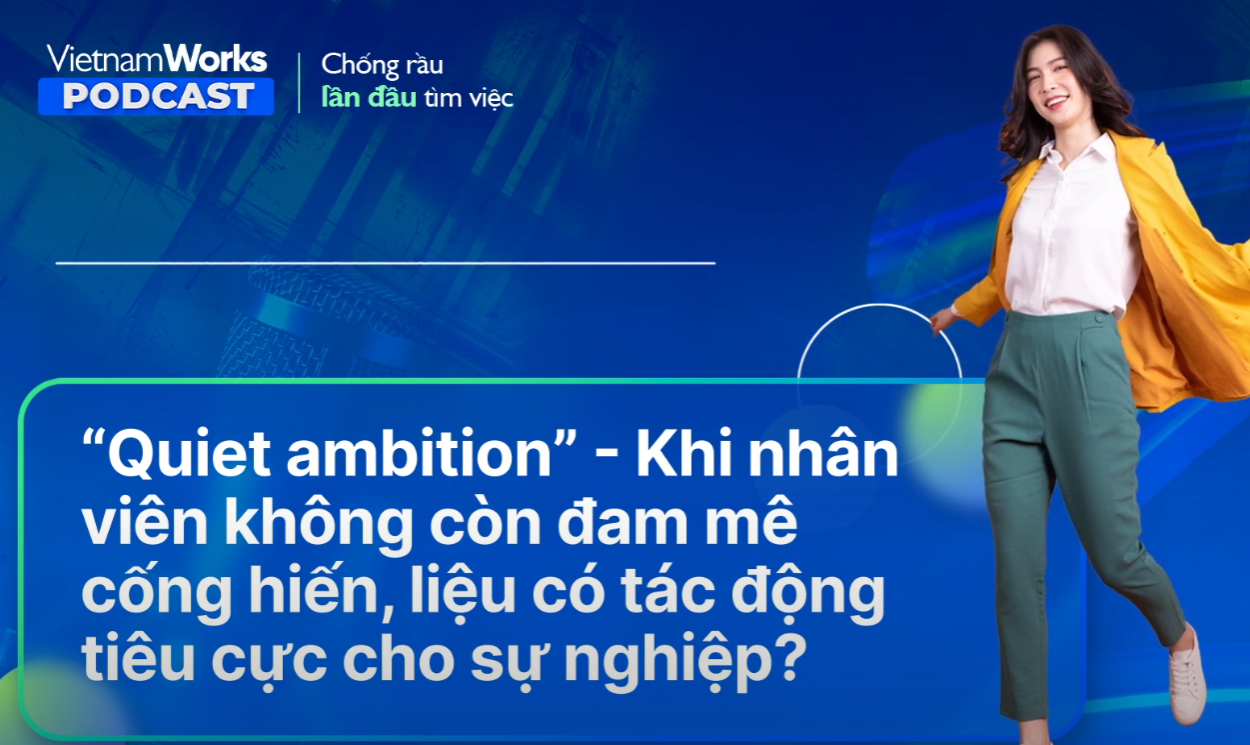 VietnamWorks
PODCAST
Chống rầu
lần đầu tìm việc
“Quiet ambition” - Khi nhân
viên không còn đam mê
cống hiến, liệu có tác động
tiêu cực cho sự nghiệp?